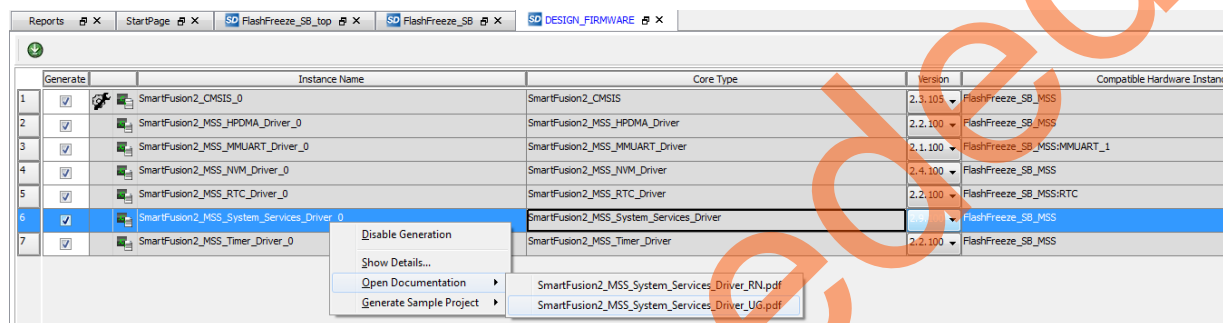 Reports StartPage SD FlashFreeze_SB_top SD FlashFreeze_SB SD DESIGN_FIRMWARE
Generate Instance Name Core Type Version Compatible Hardware Instanc
1 SmartFusion2_CMSIS_0 SmartFusion2_CMSIS 2.3.105 FlashFreeze_SB_MSS
2 SmartFusion2_MSS_HPDMA_Driver_0 SmartFusion2_MSS_HPDMA_Driver 2.2.100 FlashFreeze_SB_MSS
3 SmartFusion2_MSS_MMUART_Driver_0 SmartFusion2_MSS_MMUART_Driver 2.1.100 FlashFreeze_SB_MSS:MMUART_1
4 SmartFusion2_MSS_NVM_Driver_0 SmartFusion2_MSS_NVM_Driver 2.4.100 FlashFreeze_SB_MSS
5 SmartFusion2_MSS_RTC_Driver_0 SmartFusion2_MSS_RTC_Driver 2.2.100 FlashFreeze_SB_MSS:RTC
6 SmartFusion2_MSS_System_Services_Driver_0 SmartFusion2_MSS_System_Services_Driver FlashFreeze_SB_MSS
7 SmartFusion2_MSS_Timer_Driver_0 SmartFusion2_MSS_Timer_Driver 2.2.100 FlashFreeze_SB_MSS
Disable Generation
Show Details...
Open Documentation
Generate Sample Project
SmartFusion2_MSS_System_Services_Driver_RN.pdf
SmartFusion2_MSS_System_Services_Driver_UG.pdf